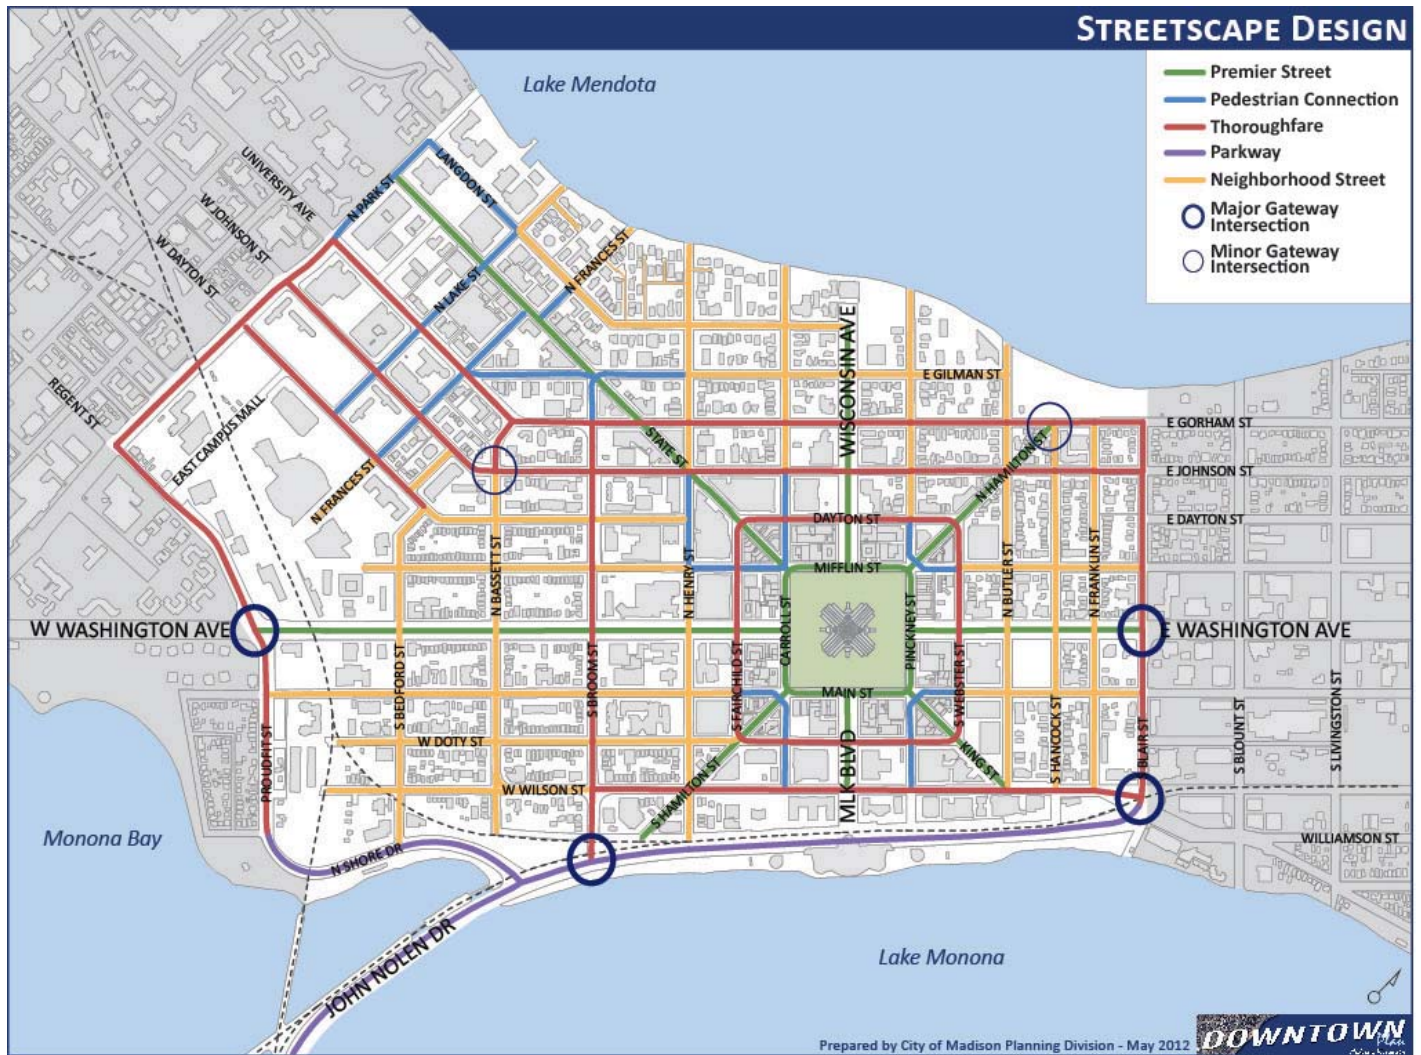 STREETSCAPE DESIGN
Lake Mendota
Premier Street
Pedestrian Connection
Thoroughfare
Parkway
Neighborhood Street
Major Gateway
Intersection
Minor Gateway
Intersection
UNIVERSITY AVE
W JOHNSON ST
W DAYTON ST
N PARK ST
LANGDON ST
N LAKE ST
N FRANCES ST
REGENT ST
EAST CAMPUS MALL
N FRANCES ST
WISCONSIN AVE
E GILMAN ST
STATE ST
N HAMILTON ST
E GORHAM ST
E JOHNSON ST
E DAYTON ST
DAYTON ST
MIFFLIN ST
N BASSETT ST
N HENRY ST
N BUTLER ST
N FRANKLIN ST
CARROLL ST
PINCKNEY ST
W WASHINGTON AVE
E WASHINGTON AVE
MAIN ST
S BEDFORD ST
S BROOM ST
S FAIRCHILD ST
S WEBSTER ST
S HANCOCK ST
S BLAIR ST
S BLOUNT ST
S LIVINGSTON ST
PROUDFIT ST
W DOTY ST
W WILSON ST
S HAMILTON ST
MLK BLVD
KING ST
WILLIAMSON ST
Monona Bay
N SHORE DR
JOHN NOLEN DR
Lake Monona
Prepared by City of Madison Planning Division - May 2012
DOWNTOWN
Plan